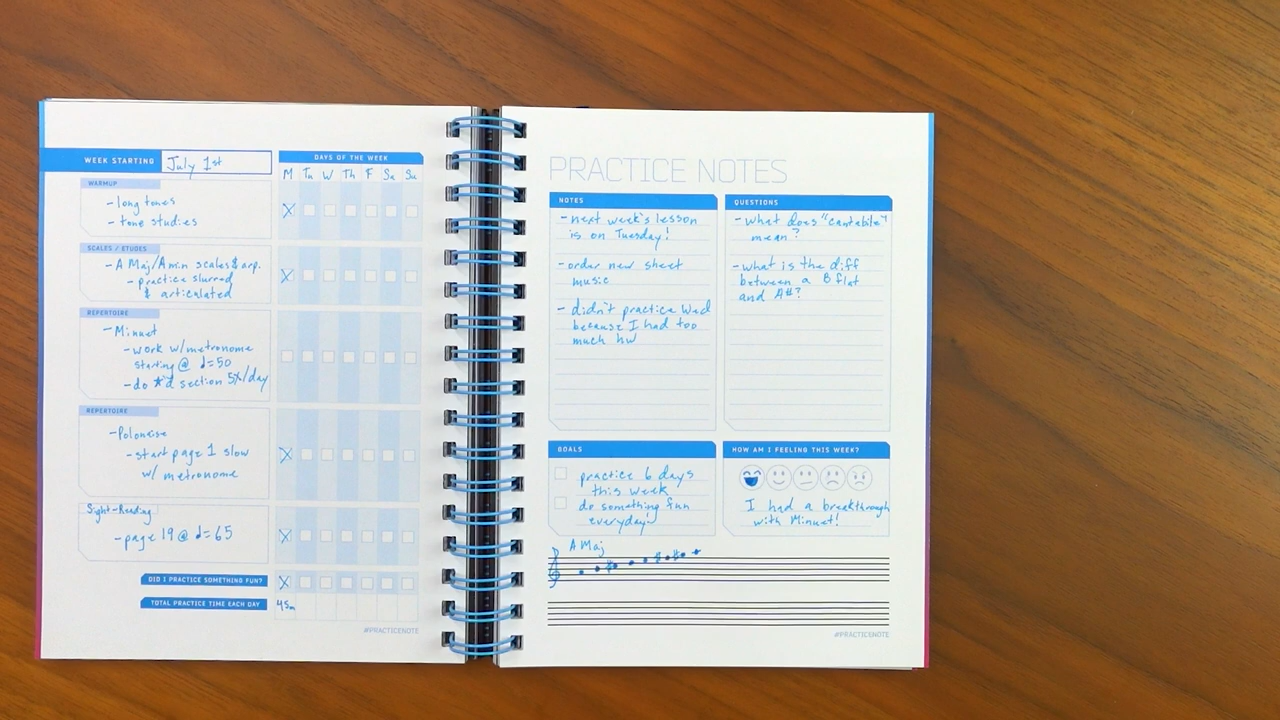 WEEK STARTING July 1st
DAYS OF THE WEEK
M Tu W Th F Sa Su
WARMUP
- long tones
- tone studies
SCALES / ETUDES
- A Maj/A min scales & arp.
- practice slurred
& articulated
REPERTOIRE
- Minuet
- work w/metronome
starting @ ♩=50
- do ★'d section 5x/day
REPERTOIRE
- Polonaise
- start page 1 slow
w/ metronome
Sight-Reading
- page 19 @ ♩=65
DID I PRACTICE SOMETHING FUN?
TOTAL PRACTICE TIME EACH DAY
45m
#PRACTICENOTE
PRACTICE NOTES
NOTES
- next week's lesson
is on Tuesday!
- order new sheet
music
- didn't practice Wed
because I had too
much hw
QUESTIONS
- what does "cantabile"
mean?
- what is the diff
between a B flat
and A#?
GOALS
practice 6 days
this week
do something fun
everyday!
HOW AM I FEELING THIS WEEK?
I had a breakthrough
with Minuet!
A Maj
#PRACTICENOTE